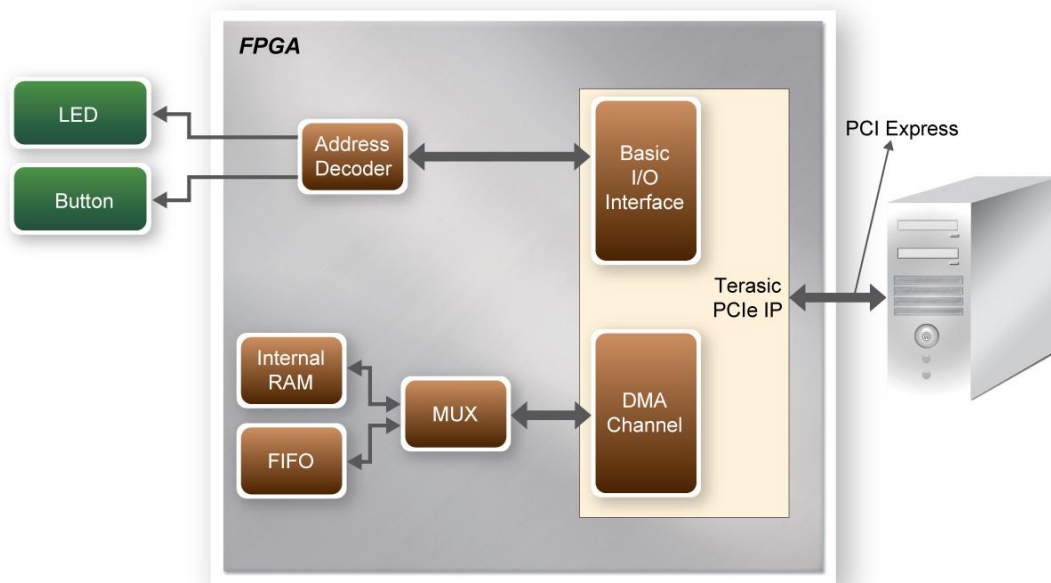 FPGA
LED
Button
Address
Decoder
Basic
I/O
Interface
PCI Express
Terasic
PCIe IP
Internal
RAM
FIFO
MUX
DMA
Channel